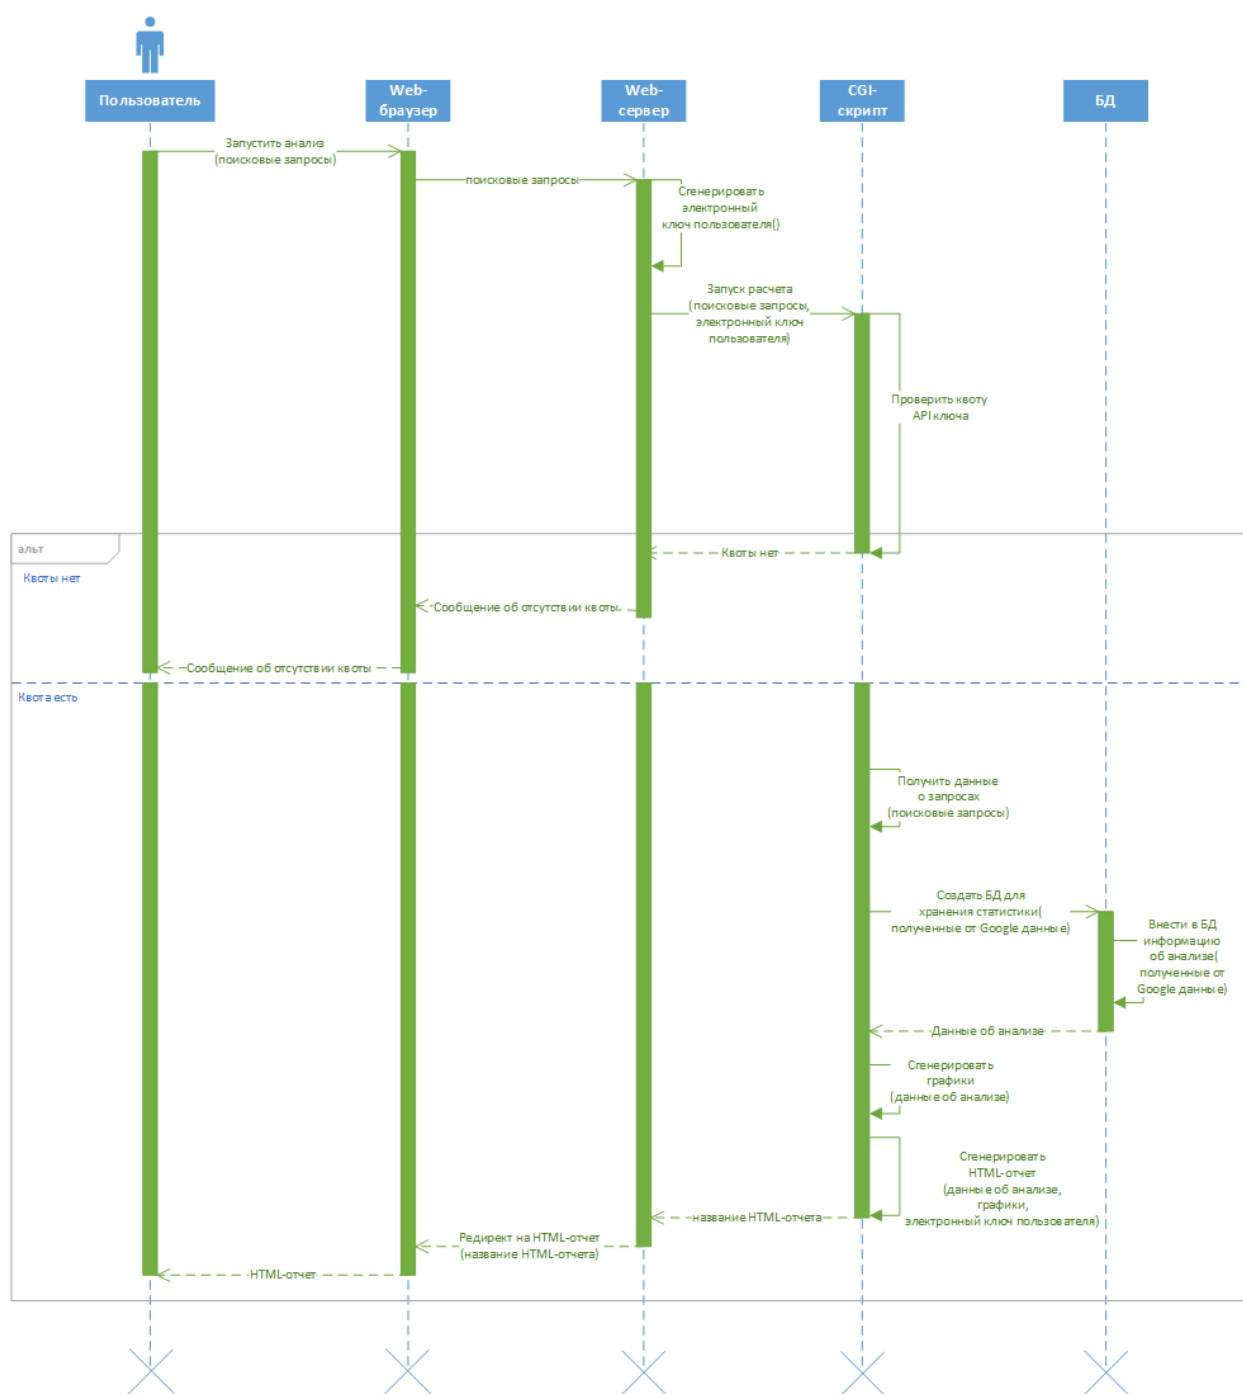 Пользователь
Web-
браузер
Web-
сервер
CGI-
скрипт
БД
Запустить анализ
(поисковые запросы)
поисковые запросы
Сгенерировать
электронный
ключ пользователя()
Запуск расчета
(поисковые запросы,
электронный ключ
пользователя)
Проверить квоту
API ключа
альт
Квоты нет
Квоты нет
Сообщение об отсутствии квоты
Сообщение об отсутствии квоты
Квота есть
Получить данные
о запросах
(поисковые запросы)
Создать БД для
хранения статистики(
полученные от Google данные)
Внести в БД
информацию
об анализе(
полученные от
Google данные)
Данные об анализе
Сгенерировать
графики
(данные об анализе)
Сгенерировать
HTML-отчет
(данные об анализе,
графики,
электронный ключ пользователя)
название HTML-отчета
Редирект на HTML-отчет
(название HTML-отчета)
HTML-отчет